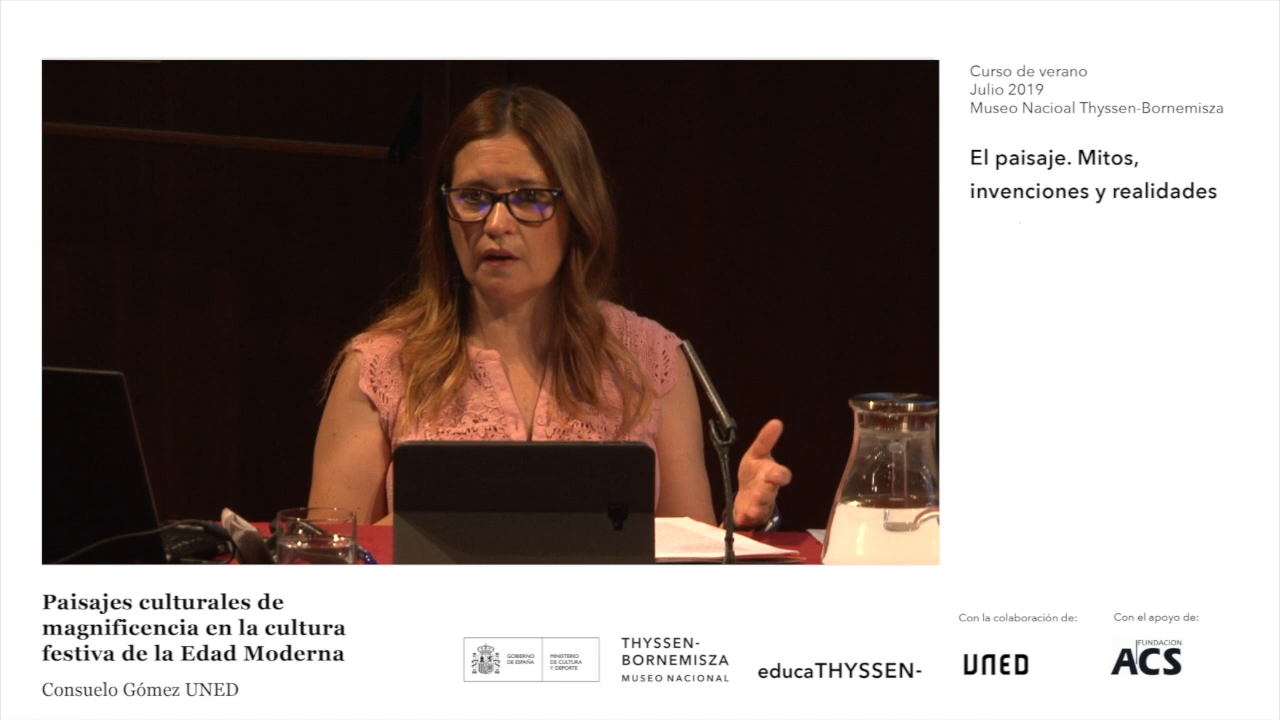 Curso de verano
Julio 2019
Museo Nacioal Thyssen-Bornemisza
El paisaje. Mitos,
invenciones y realidades
Paisajes culturales de
magnificencia en la cultura
festiva de la Edad Moderna
Consuelo Gómez UNED
GOBIERNO
DE ESPAÑA
MINISTERIO
DE CULTURA
Y DEPORTE
THYSSEN-
BORNEMISZA
MUSEO NACIONAL
educaTHYSSEN-
Con la colaboración de:
UNED
Con el apoyo de:
FUNDACION
ACS